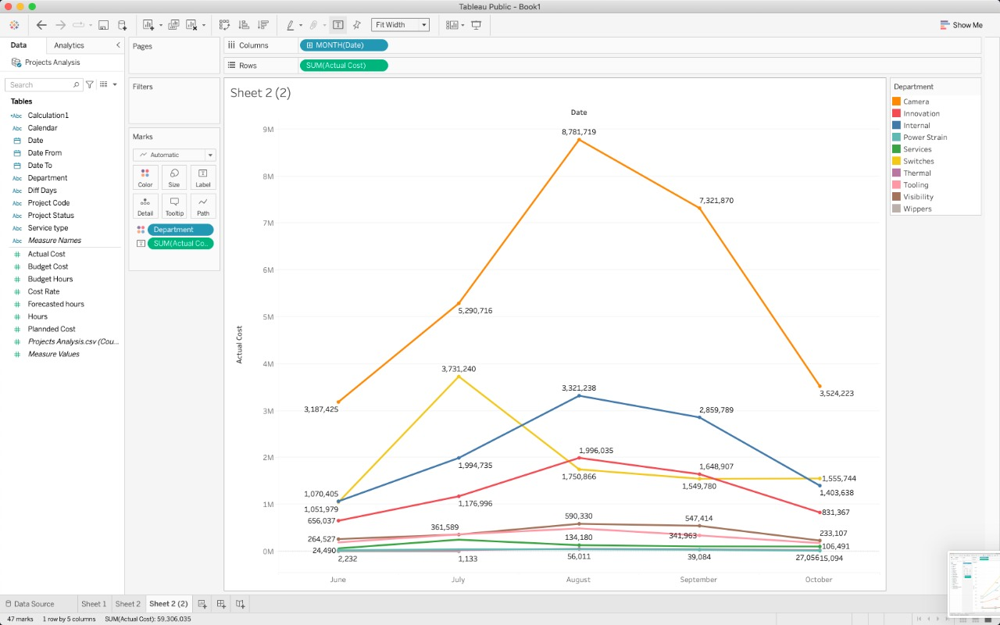 Tableau Public - Book1
Fit Width
Show Me
Data Analytics
Projects Analysis
Search
Tables
Abc Calculation1
Abc Calendar
Date
Date From
Date To
Abc Department
Abc Diff Days
Abc Project Code
Abc Project Status
Abc Service type
Abc Measure Names
Actual Cost
Budget Cost
Budget Hours
Cost Rate
Forecasted hours
Hours
Plannded Cost
Projects Analysis.csv (Cou...
Measure Values
Pages
Filters
Marks
Automatic
Color Size Label
Detail Tooltip Path
Department
SUM(Actual Co..
Columns MONTH(Date)
Rows SUM(Actual Cost)
Sheet 2 (2)
Date
Actual Cost
9M
8M
7M
6M
5M
4M
3M
2M
1M
0M
8,781,719
7,321,870
5,290,716
3,731,240
3,187,425
3,524,223
3,321,238
2,859,789
1,994,735
1,996,035
1,750,866
1,648,907
1,549,780
1,555,744
1,403,638
1,070,405
1,051,979
656,037
1,176,996
831,367
264,527
361,589
590,330
547,414
341,963
233,107
24,490
134,180
106,491
2,232
1,133
56,011
39,084
27,056
15,094
June July August September October
Department
Camera
Innovation
Internal
Power Strain
Services
Switches
Thermal
Tooling
Visibility
Wippers
Data Source Sheet 1 Sheet 2 Sheet 2 (2)
47 marks 1 row by 5 columns SUM(Actual Cost): 59,306,035